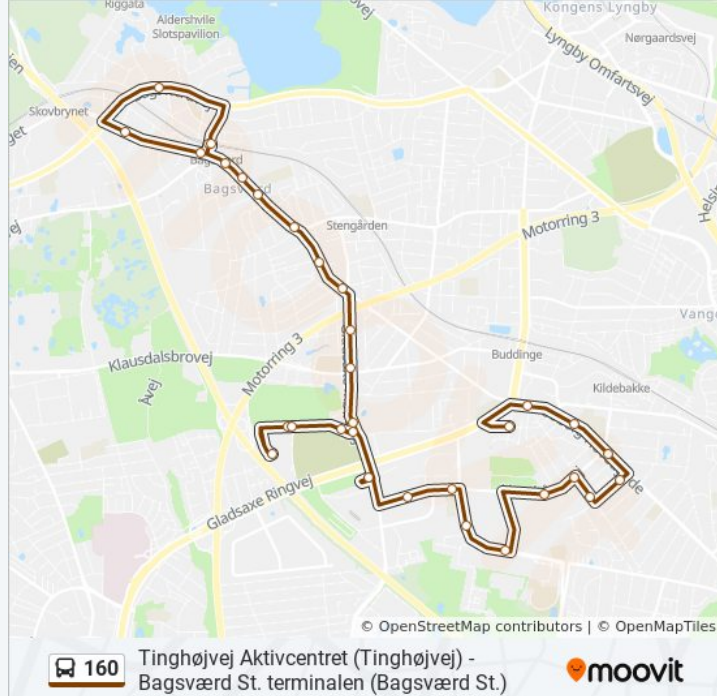 Riggata
Aldershvile
Slotspavilion
Kongens Lyngby
Nørgaardsvej
Lyngby Omfartsvej
Skovbrynet
Bagsværd
Stengården
Motorring 3
Vange
Buddinge
Kildebakke
Klausdalsbrovej
Åvej
Motorring 3
Gladsaxe Ringvej
© OpenStreetMap contributors | © OpenMapTiles
160
Tinghøjvej Aktivcentret (Tinghøjvej) -
Bagsværd St. terminalen (Bagsværd St.)
moovit